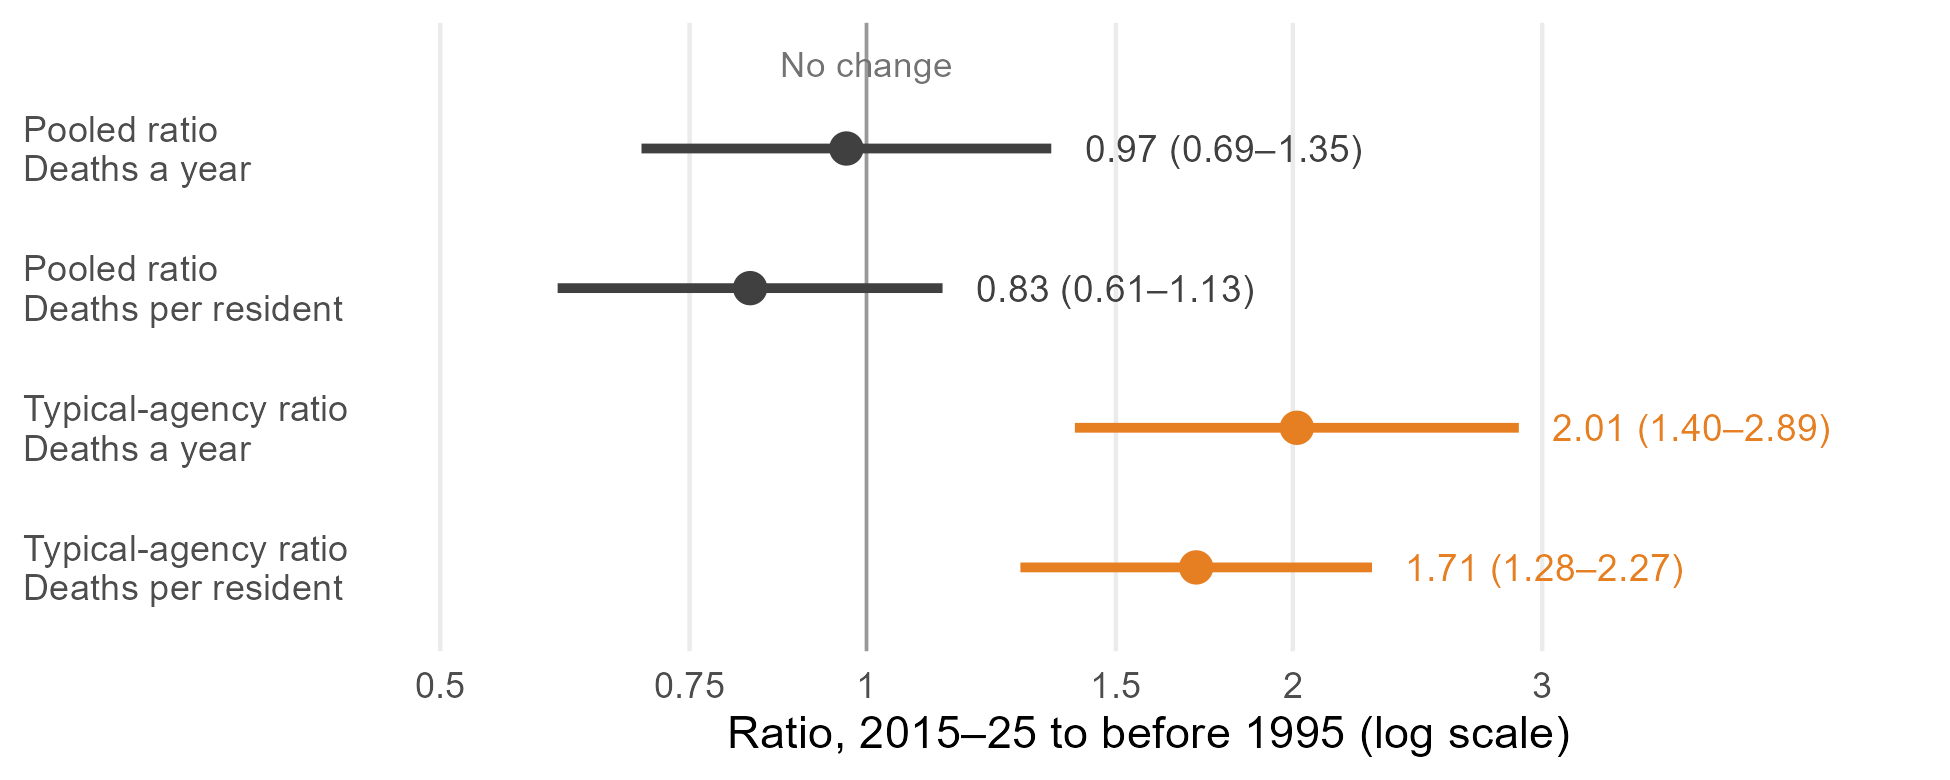 No change
Pooled ratio
Deaths a year
0.97 (0.69–1.35)
Pooled ratio
Deaths per resident
0.83 (0.61–1.13)
Typical-agency ratio
Deaths a year
2.01 (1.40–2.89)
Typical-agency ratio
Deaths per resident
1.71 (1.28–2.27)
0.5 0.75 1 1.5 2 3
Ratio, 2015–25 to before 1995 (log scale)